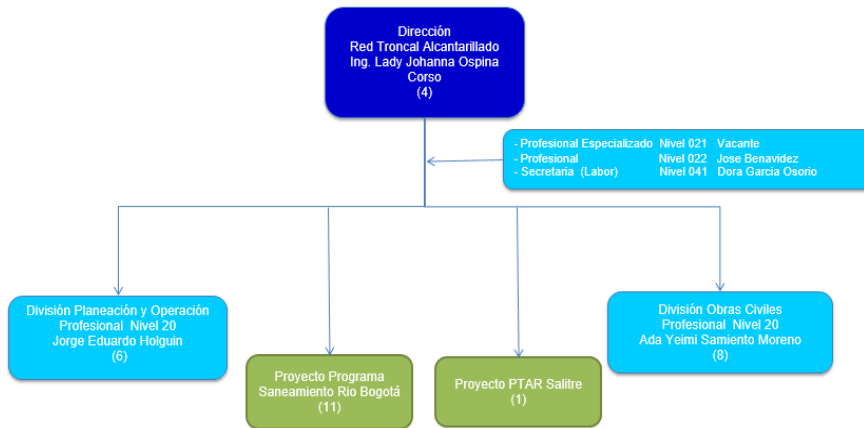 Dirección
Red Troncal Alcantarillado
Ing. Lady Johanna Ospina
Corso
(4)
- Profesional Especializado Nivel 021 Vacante
- Profesional Nivel 022 Jose Benavidez
- Secretaria (Labor) Nivel 041 Dora Garcia Osorio
División Planeación y Operación
Profesional Nivel 20
Jorge Eduardo Holguin
(6)
Proyecto Programa
Saneamiento Rio Bogotá
(11)
Proyecto PTAR Salitre
(1)
División Obras Civiles
Profesional Nivel 20
Ada Yeimi Samiento Moreno
(8)